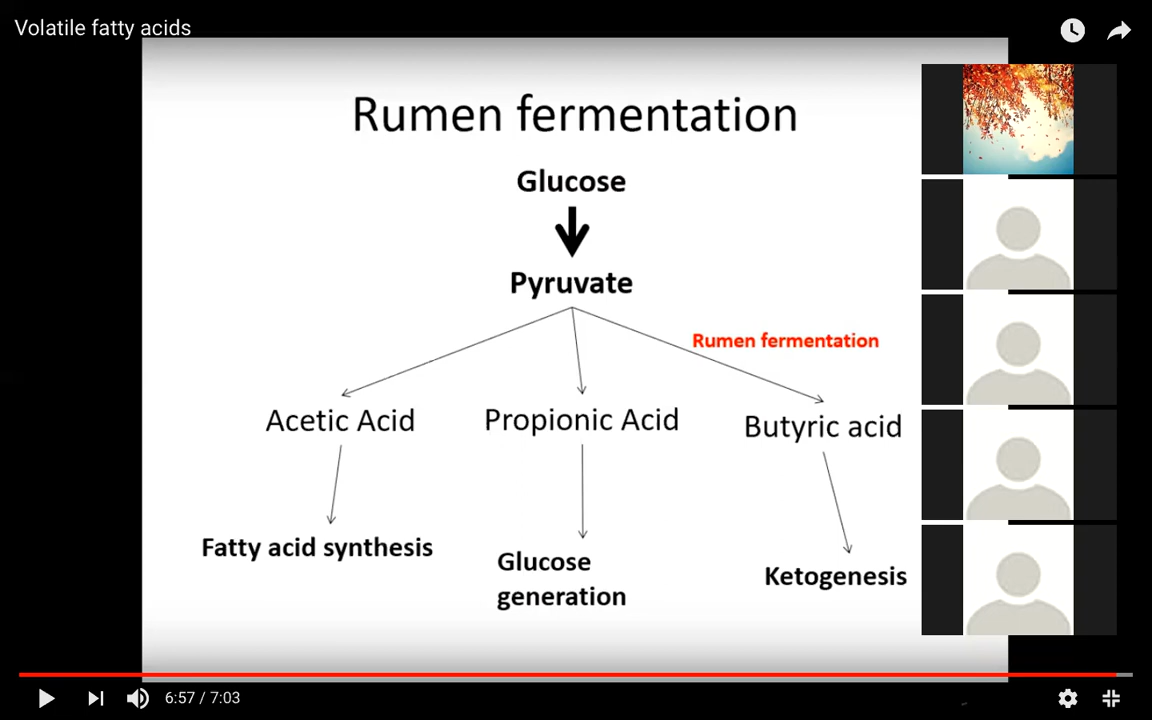 Volatile fatty acids
Rumen fermentation
Glucose
Pyruvate
Rumen fermentation
Acetic Acid
Propionic Acid
Butyric acid
Fatty acid synthesis
Glucose
generation
Ketogenesis
6:57 / 7:03